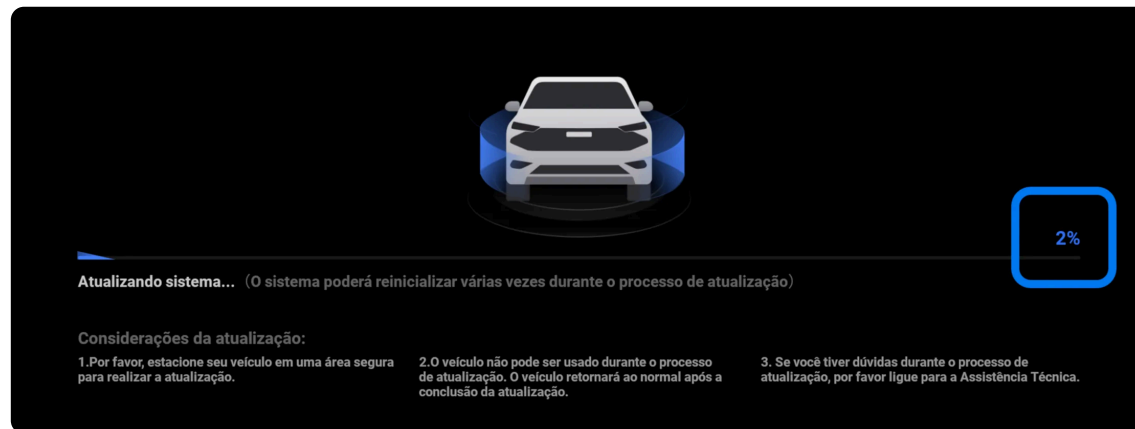 2%
Atualizando sistema... (O sistema poderá reinicializar várias vezes durante o processo de atualização)
Considerações da atualização:
1.Por favor, estacione seu veículo em uma área segura
para realizar a atualização.
2.O veículo não pode ser usado durante o processo
de atualização. O veículo retornará ao normal após a
conclusão da atualização.
3. Se você tiver dúvidas durante o processo de
atualização, por favor ligue para a Assistência Técnica.